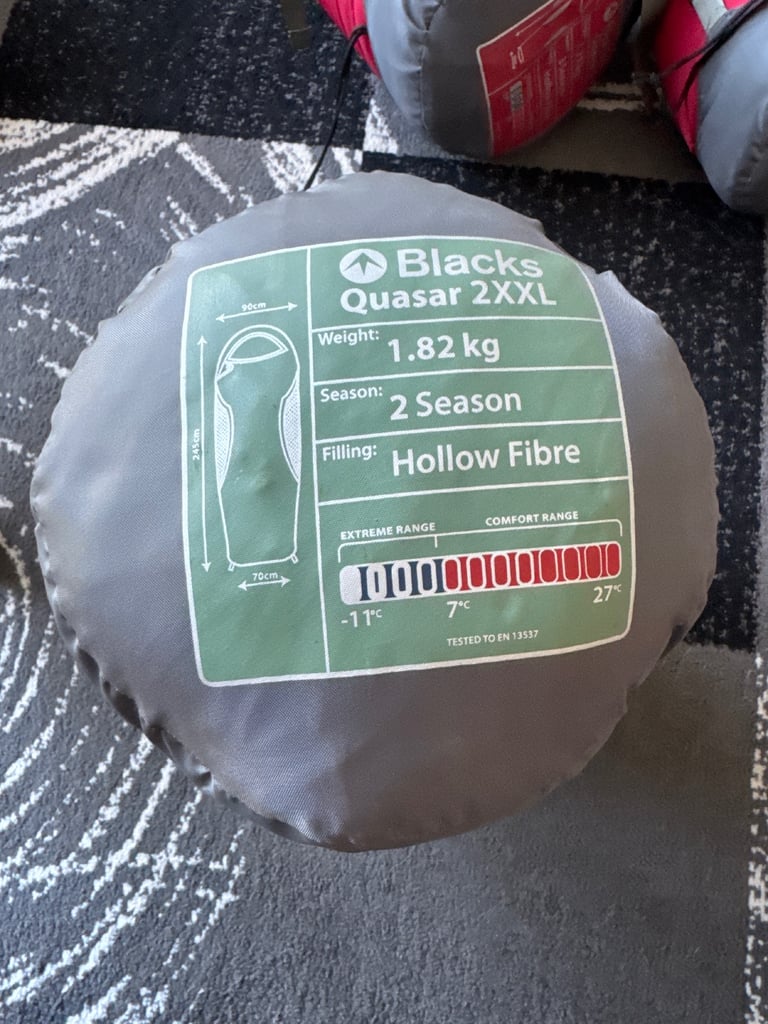 Blacks
Quasar 2XXL
90cm
245cm
70cm
Weight: 1.82 kg
Season: 2 Season
Filling: Hollow Fibre
EXTREME RANGE COMFORT RANGE
-11°C 7°C 27°C
TESTED TO EN 13537